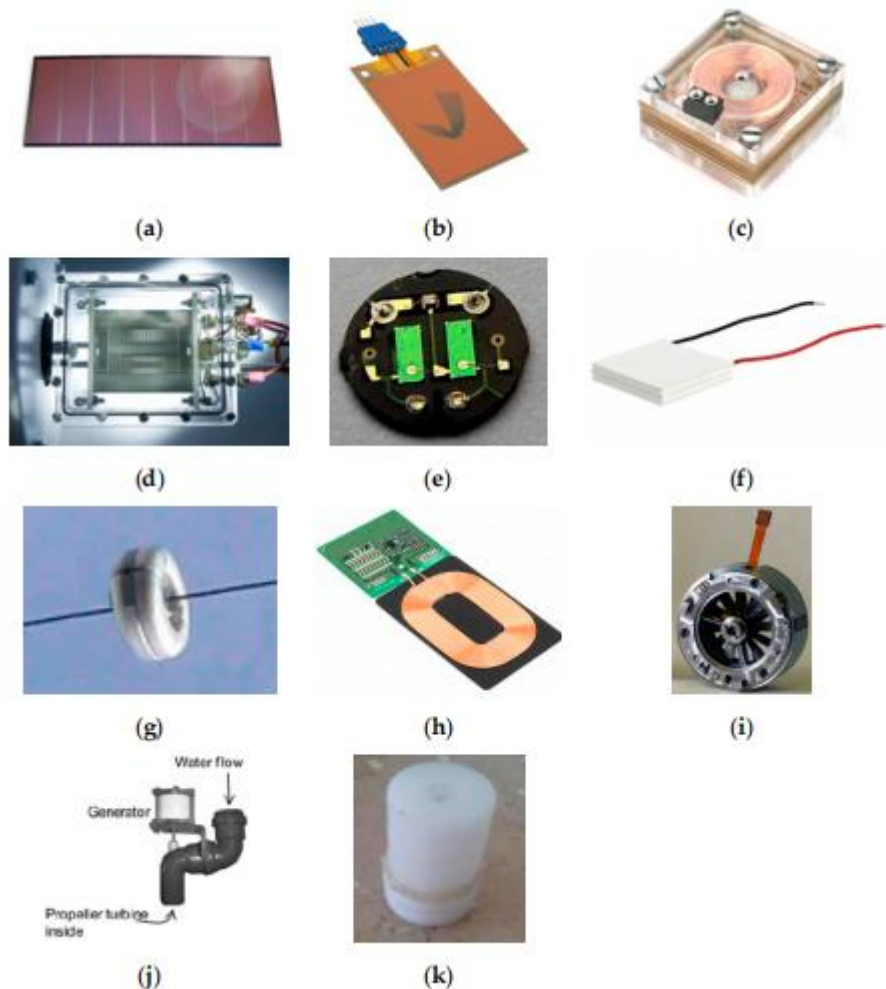 (a)
(b)
(c)
(d)
(e)
(f)
(g)
(h)
(i)
Water flow
Generator
Propeller turbine
inside
(j)
(k)